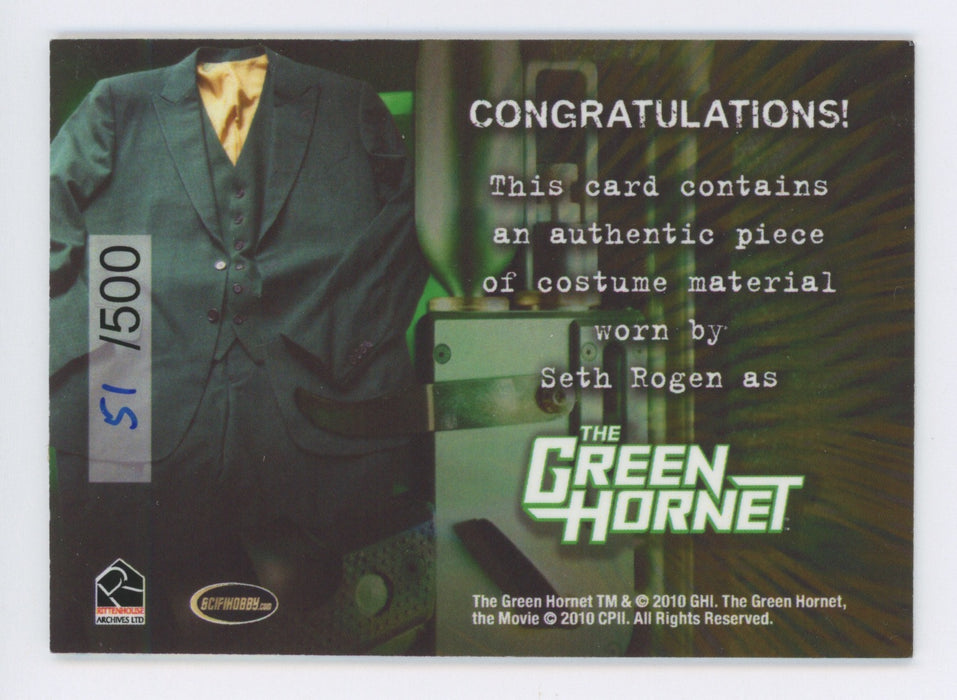 CONGRATULATIONS!
This card contains
an authentic piece
of costume material
worn by
Seth Rogen as
THE
GREEN
HORNET
The Green Hornet TM & © 2010 GHI. The Green Hornet,
the Movie © 2010 CPII. All Rights Reserved.
51 /500
RITTENHOUSE
ARCHIVES LTD
SCIFIHOBBY.com